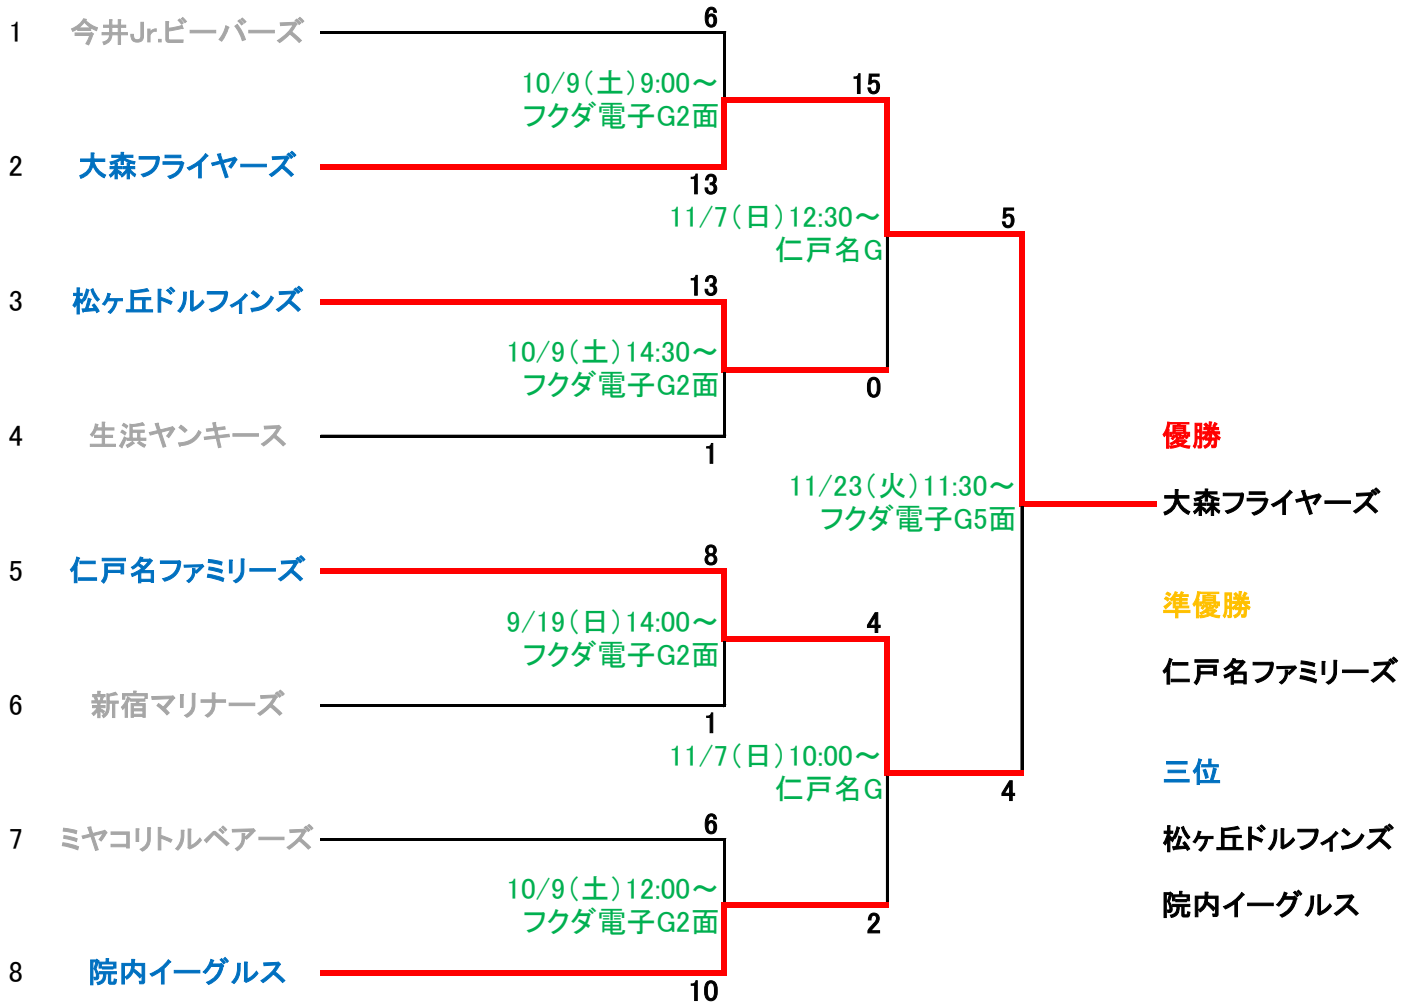 1 今井Jr.ビーバーズ 6
10/9(土)9:00～ 15
フクダ電子G2面
2 大森フライヤーズ
13
11/7(日)12:30～ 5
仁戸名G
3 松ヶ丘ドルフィンズ 13
10/9(土)14:30～
フクダ電子G2面 0
4 生浜ヤンキース 1
優勝
11/23(火)11:30～
フクダ電子G5面
大森フライヤーズ
5 仁戸名ファミリーズ 8
9/19(日)14:00～ 4
フクダ電子G2面
準優勝
仁戸名ファミリーズ
6 新宿マリナーズ 1
11/7(日)10:00～
仁戸名G 4
三位
7 ミヤコリトルベアーズ 6
松ヶ丘ドルフィンズ
10/9(土)12:00～
フクダ電子G2面 2
院内イーグルス
8 院内イーグルス 10